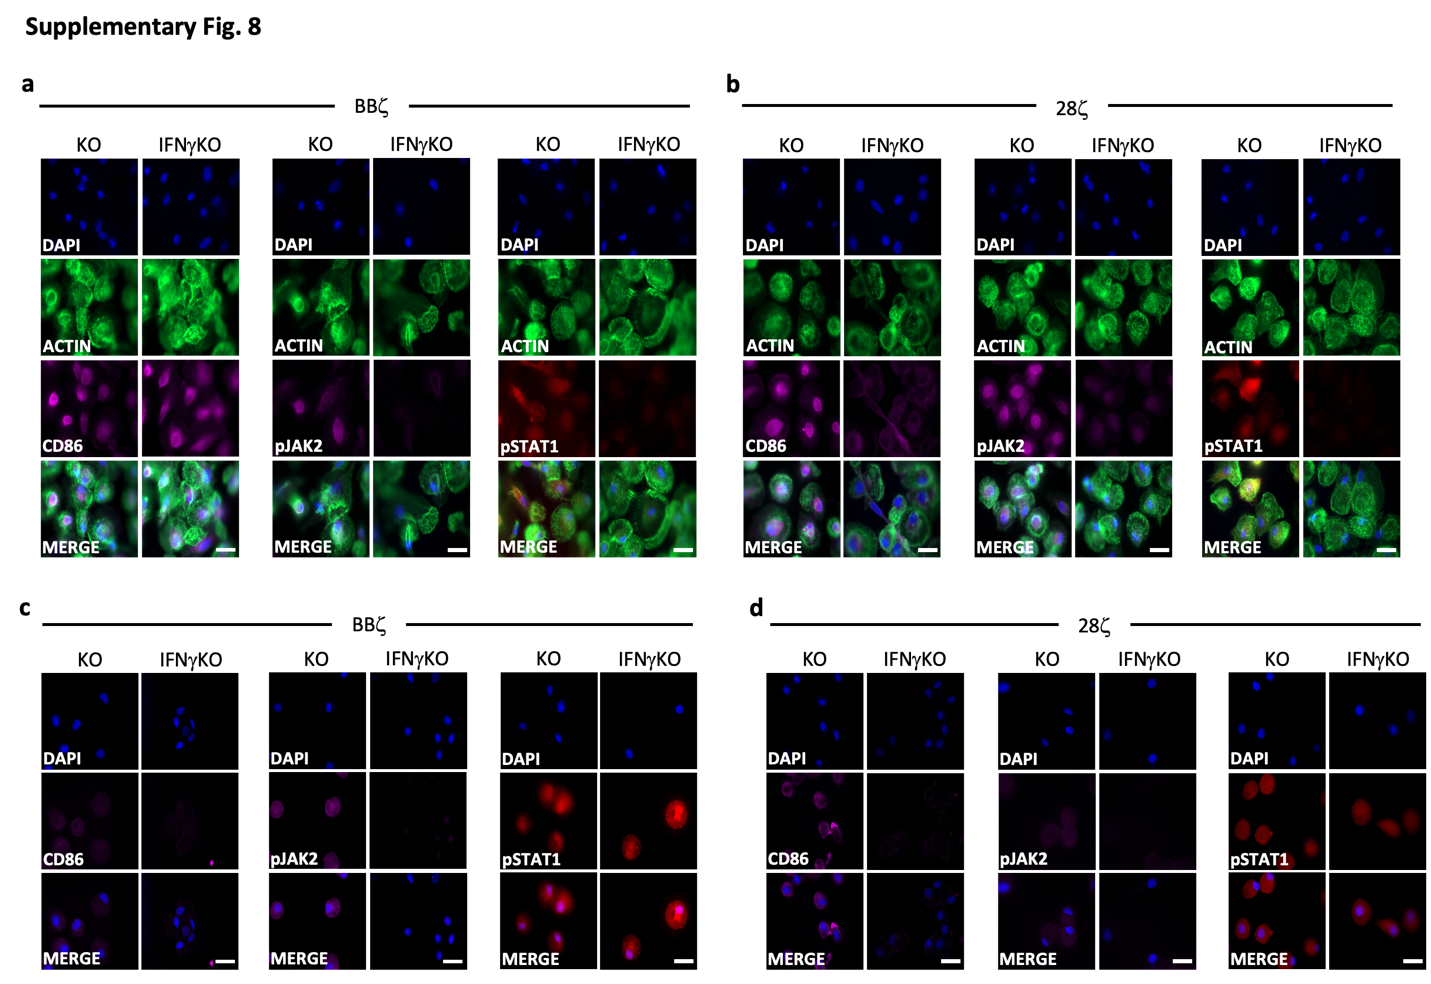 Supplementary Fig. 8
a
b
BBζ
28ζ
KO IFNγKO KO IFNγKO KO IFNγKO KO IFNγKO KO IFNγKO KO IFNγKO
DAPI DAPI DAPI DAPI DAPI DAPI
ACTIN ACTIN ACTIN ACTIN ACTIN ACTIN
CD86 pJAK2 pSTAT1 CD86 pJAK2 pSTAT1
MERGE MERGE MERGE MERGE MERGE MERGE
c
d
BBζ
28ζ
KO IFNγKO KO IFNγKO KO IFNγKO KO IFNγKO KO IFNγKO KO IFNγKO
DAPI DAPI DAPI DAPI DAPI DAPI
CD86 pJAK2 pSTAT1 CD86 pJAK2 pSTAT1
MERGE MERGE MERGE MERGE MERGE MERGE